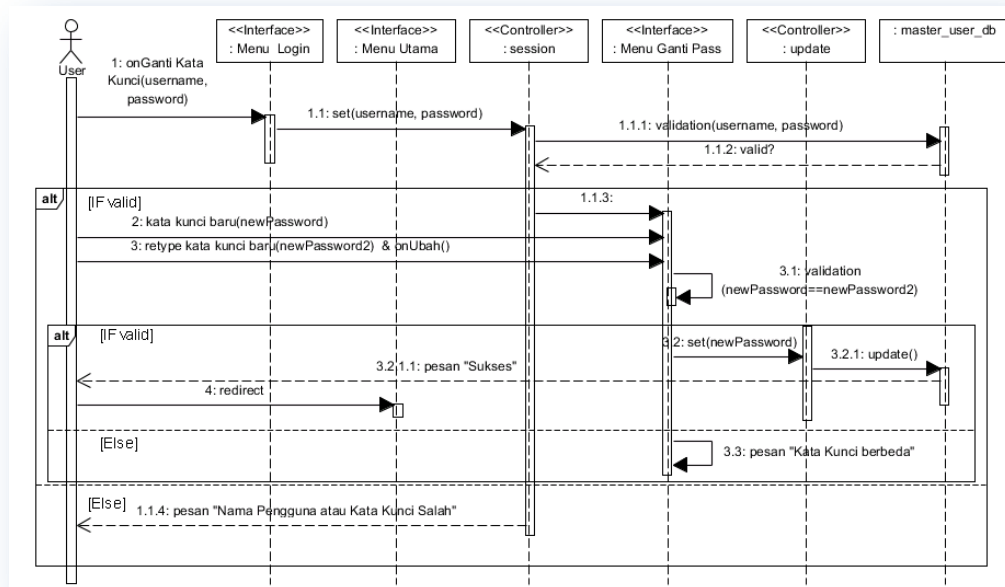 <<Interface>>
: Menu Login
<<Interface>>
: Menu Utama
<<Controller>>
: session
<<Interface>>
: Menu Ganti Pass
<<Controller>>
: update
: master_user_db
User
1: onGanti Kata
Kunci(username,
password)
1.1: set(username, password)
1.1.1: validation(username, password)
1.1.2: valid?
alt
[IF valid]
1.1.3:
2: kata kunci baru(newPassword)
3: retype kata kunci baru(newPassword2) & onUbah()
3.1: validation
(newPassword==newPassword2)
alt
[IF valid]
3.2: set(newPassword)
3.2.1: update()
3.2.1.1: pesan "Sukses"
4: redirect
[Else]
3.3: pesan "Kata Kunci berbeda"
[Else]
1.1.4: pesan "Nama Pengguna atau Kata Kunci Salah"